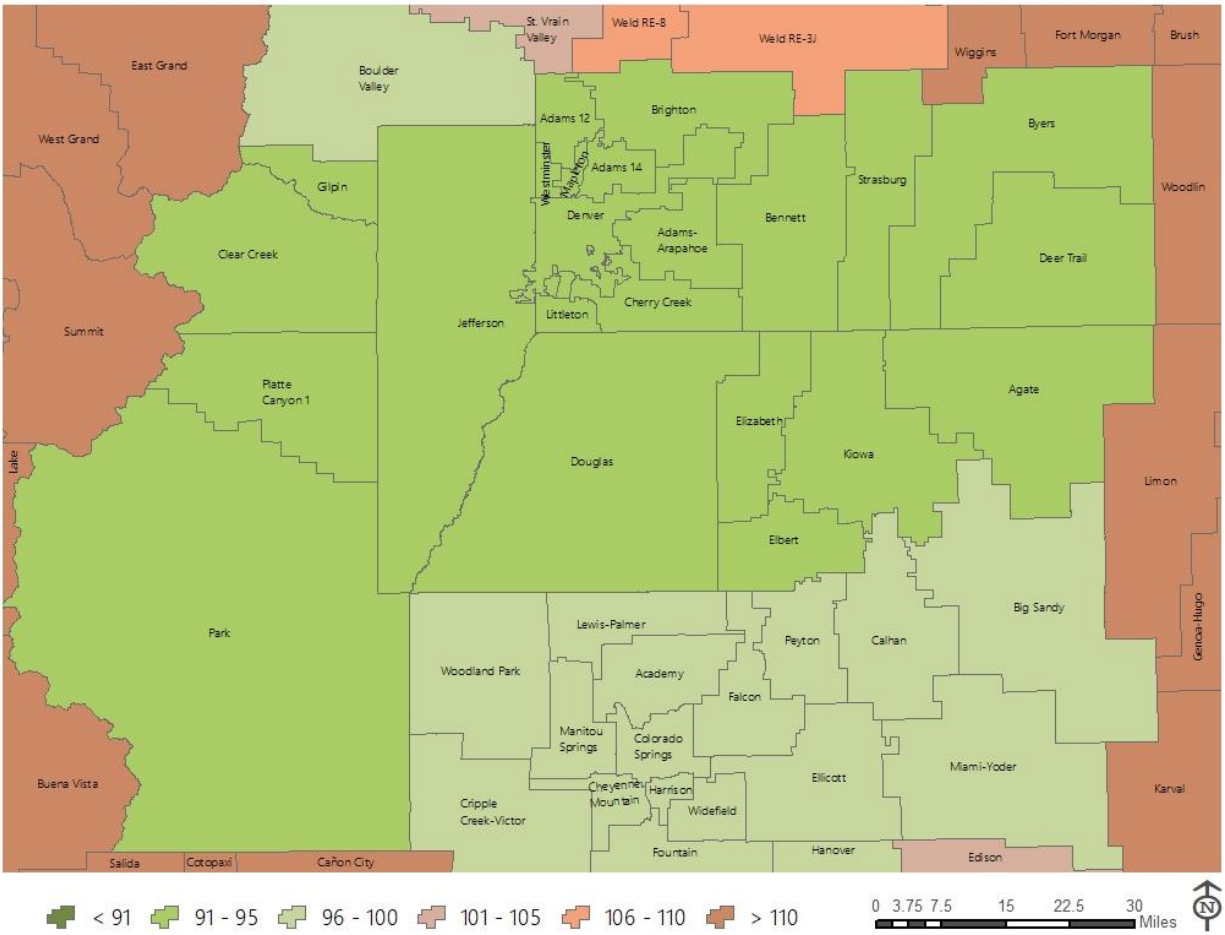 St. Vrain
Valley
Weld RE-8
Weld RE-3J
Wiggins
Fort Morgan
Brush
East Grand
Boulder
Valley
West Grand
Adams 12
Brighton
Byers
Westminster
Mapleton
Adams 14
Gilpin
Strasburg
Woodlin
Denver
Bennett
Clear Creek
Adams-
Arapahoe
Deer Trail
Summit
Jefferson
Littleton
Cherry Creek
Platte
Canyon 1
Agate
Elizabeth
Lake
Douglas
Kiowa
Limon
Elbert
Park
Lewis-Palmer
Big Sandy
Genoa-Hugo
Woodland Park
Academy
Peyton
Calhan
Falcon
Manitou
Springs
Colorado
Springs
Buena Vista
Cheyenne
Mountain
Harrison
Ellicott
Miami-Yoder
Karval
Cripple
Creek-Victor
Widefield
Salida
Cotopaxi
Cañon City
Fountain
Hanover
Edison
< 91
91 - 95
96 - 100
101 - 105
106 - 110
> 110
0 3.75 7.5 15 22.5 30
Miles
N